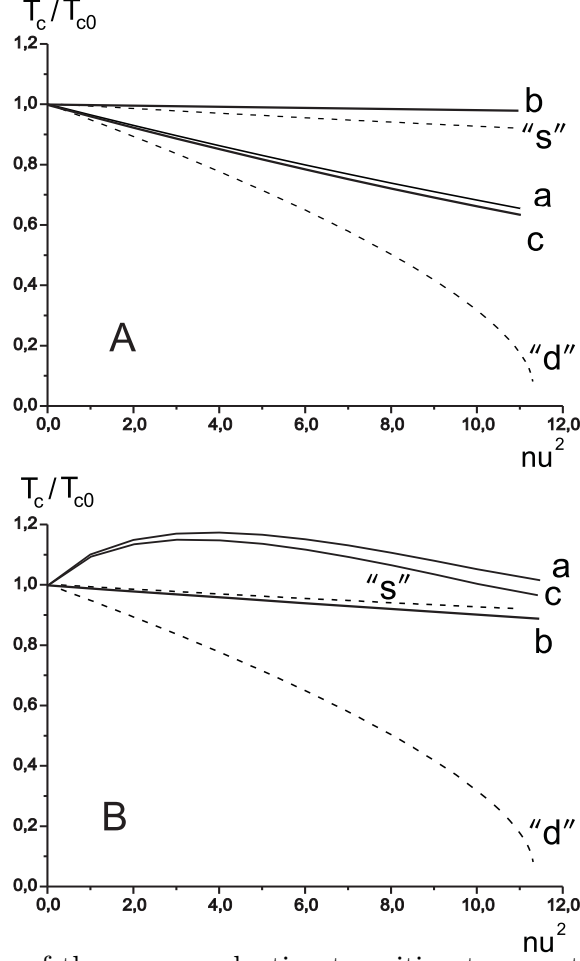 T_c / T_c0
1,2
b
1,0
"s"
0,8
a
0,6
c
0,4
A
0,2
"d"
0,0
0,0 2,0 4,0 6,0 8,0 10,0 12,0
nu²
T_c / T_c0
1,2
a
1,0
"s"
c
b
0,8
0,6
0,4
B
0,2
"d"
0,0
0,0 2,0 4,0 6,0 8,0 10,0 12,0
nu²